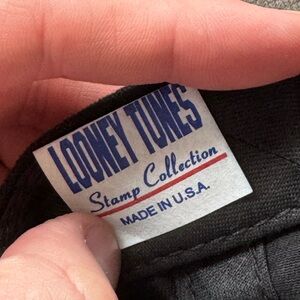 LOONEY TUNES
Stamp Collection
MADE IN U.S.A.